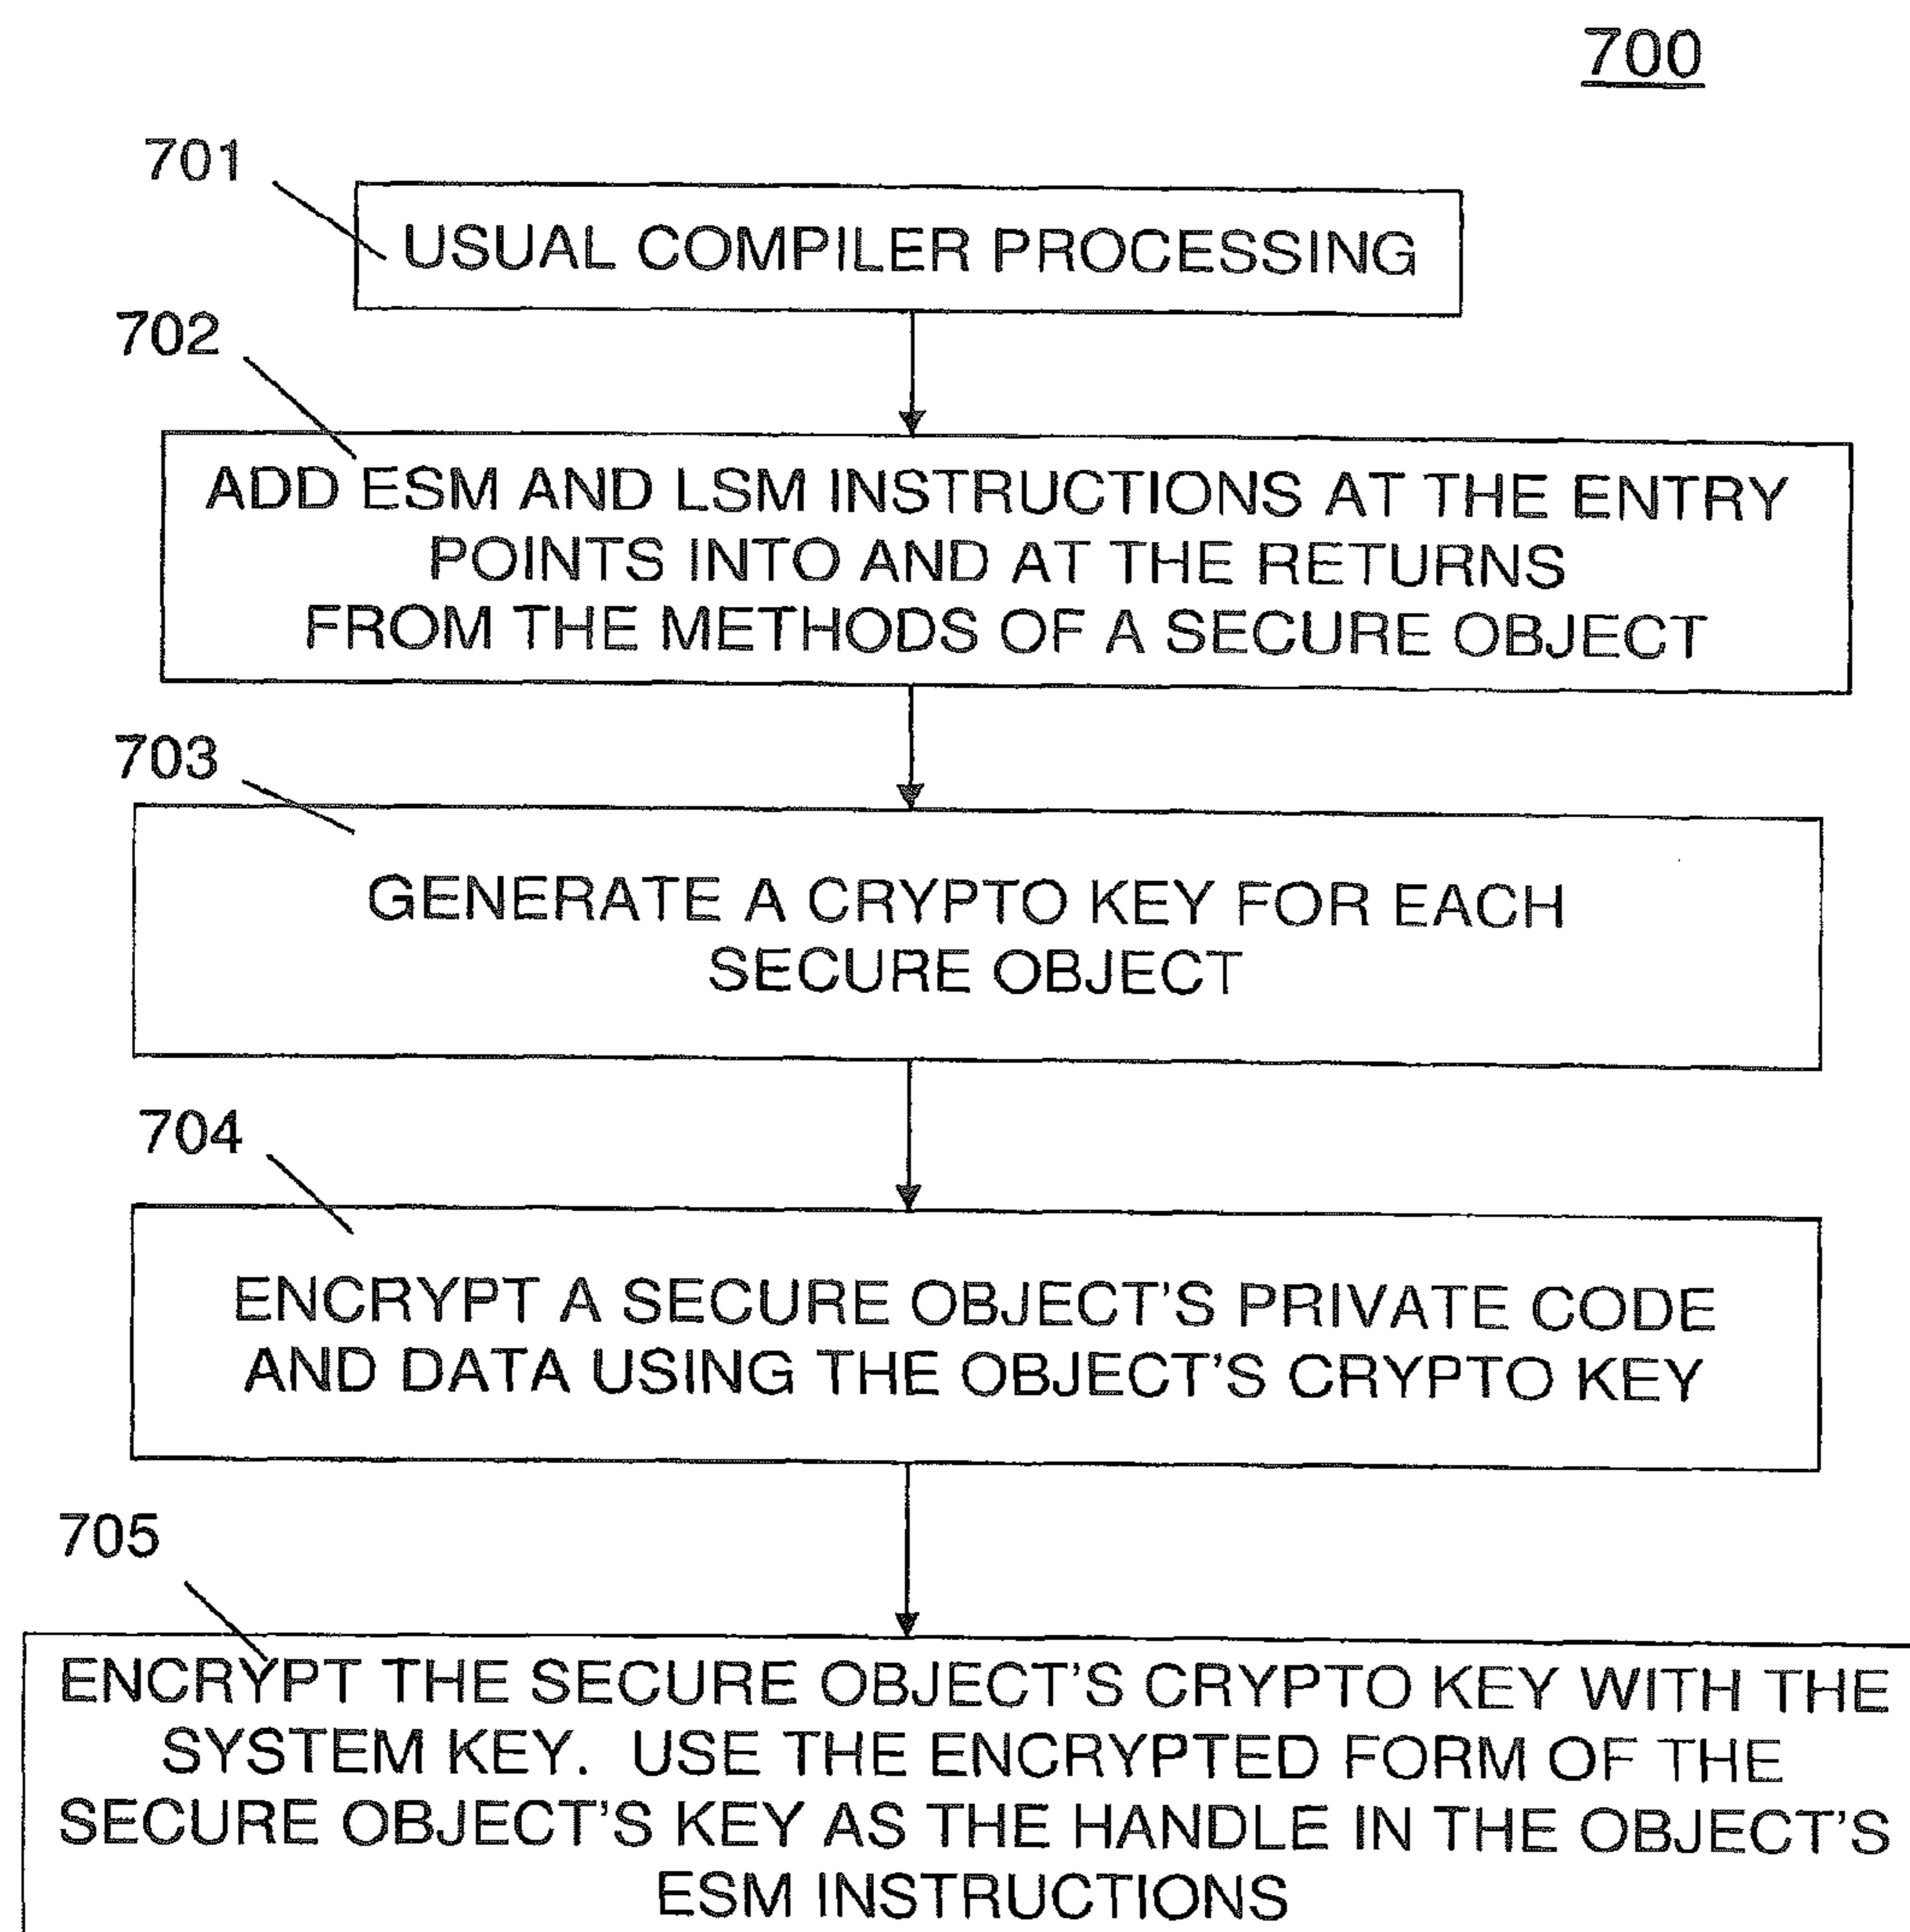 700
701
USUAL COMPILER PROCESSING
702
ADD ESM AND LSM INSTRUCTIONS AT THE ENTRY
POINTS INTO AND AT THE RETURNS
FROM THE METHODS OF A SECURE OBJECT
703
GENERATE A CRYPTO KEY FOR EACH
SECURE OBJECT
704
ENCRYPT A SECURE OBJECT'S PRIVATE CODE
AND DATA USING THE OBJECT'S CRYPTO KEY
705
ENCRYPT THE SECURE OBJECT'S CRYPTO KEY WITH THE
SYSTEM KEY. USE THE ENCRYPTED FORM OF THE
SECURE OBJECT'S KEY AS THE HANDLE IN THE OBJECT'S
ESM INSTRUCTIONS